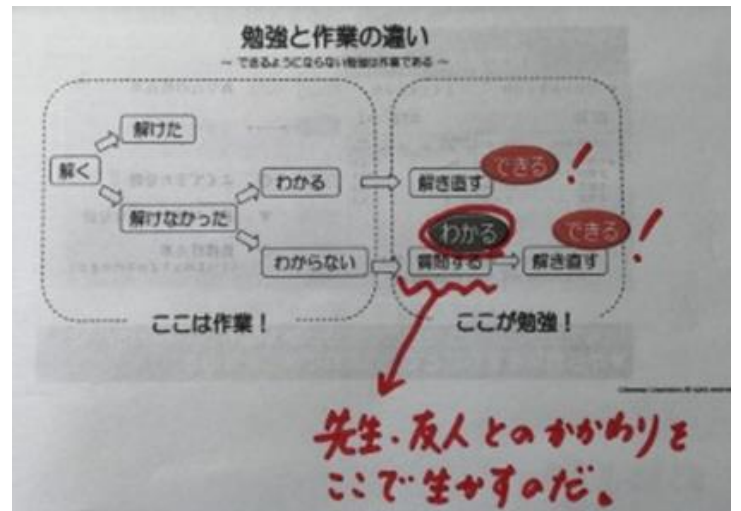 勉強と作業の違い
～ できるようにならない勉強は作業である ～
解けた
解く
解けなかった
わかる
わからない
ここは作業！
解き直す
できる！
わかる
質問する
解き直す
できる！
ここが勉強！
先生・友人とのかかわりを
ここで生かすのだ。